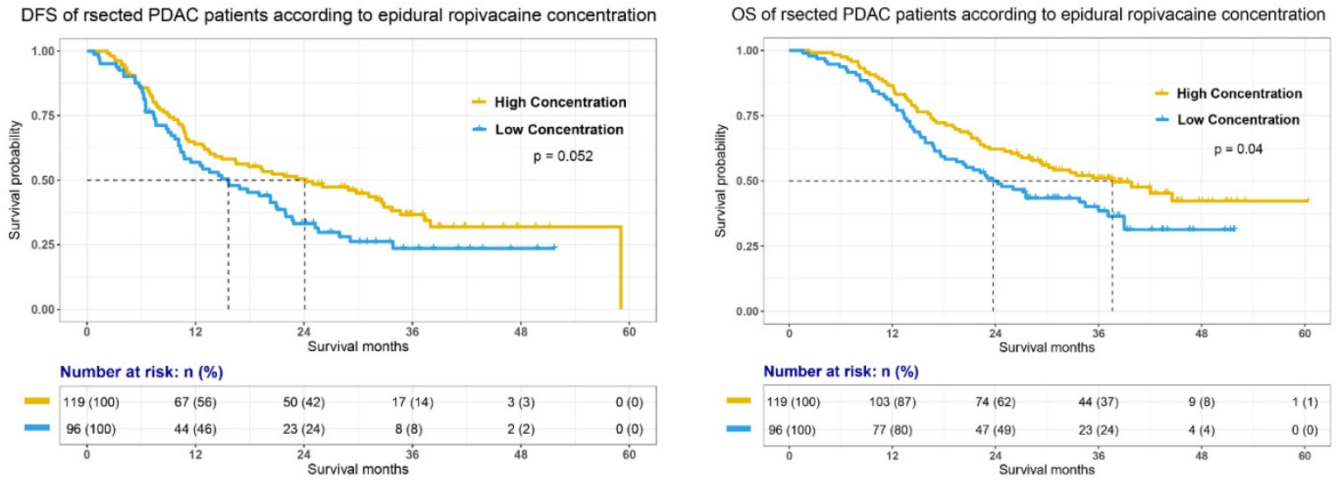 DFS of rsected PDAC patients according to epidural ropivacaine concentration
1.00
0.75
0.50
0.25
0.00
Survival probability
High Concentration
Low Concentration
p = 0.052
0 12 24 36 48 60
Survival months
Number at risk: n (%)
119 (100) 67 (56) 50 (42) 17 (14) 3 (3) 0 (0)
96 (100) 44 (46) 23 (24) 8 (8) 2 (2) 0 (0)
0 12 24 36 48 60
Survival months
OS of rsected PDAC patients according to epidural ropivacaine concentration
1.00
0.75
0.50
0.25
0.00
Survival probability
High Concentration
Low Concentration
p = 0.04
0 12 24 36 48 60
Survival months
Number at risk: n (%)
119 (100) 103 (87) 74 (62) 44 (37) 9 (8) 1 (1)
96 (100) 77 (80) 47 (49) 23 (24) 4 (4) 0 (0)
0 12 24 36 48 60
Survival months